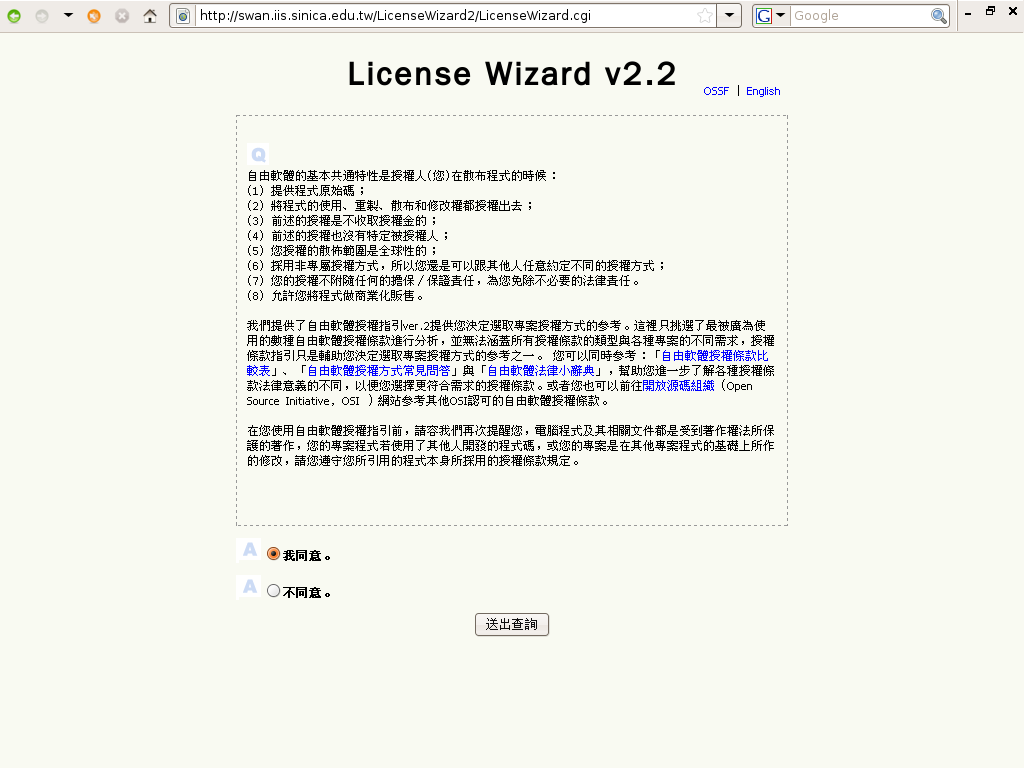 http://swan.iis.sinica.edu.tw/LicenseWizard2/LicenseWizard.cgi
G Google
License Wizard v2.2
OSSF | English
Q
自由軟體的基本共通特性是授權人(您)在散布程式的時候：
(1) 提供程式原始碼；
(2) 將程式的使用、重製、散布和修改權都授權出去；
(3) 前述的授權是不收取授權金的；
(4) 前述的授權也沒有特定被授權人；
(5) 您授權的散佈範圍是全球性的；
(6) 採用非專屬授權方式，所以您還是可以跟其他人任意約定不同的授權方式；
(7) 您的授權不附隨任何的擔保／保證責任，為您免除不必要的法律責任。
(8) 允許您將程式做商業化販售。
我們提供了自由軟體授權指引ver.2提供您決定選取專案授權方式的參考。這裡只挑選了最被廣為使
用的數種自由軟體授權條款進行分析，並無法涵蓋所有授權條款的類型與各種專案的不同需求，授權
條款指引只是輔助您決定選取專案授權方式的參考之一。 您可以同時參考：「自由軟體授權條款比
較表」、「自由軟體授權方式常見問答」與「自由軟體法律小辭典」，幫助您進一步了解各種授權條
款法律意義的不同，以便您選擇更符合需求的授權條款。或者您也可以前往開放源碼組織（Open
Source Initiative, OSI ）網站參考其他OSI認可的自由軟體授權條款。
在您使用自由軟體授權指引前，請容我們再次提醒您，電腦程式及其相關文件都是受到著作權法所保
護的著作，您的專案程式若使用了其他人開發的程式碼，或您的專案是在其他專案程式的基礎上所作
的修改，請您遵守您所引用的程式本身所採用的授權條款規定。
A 我同意。
A 不同意。
送出查詢